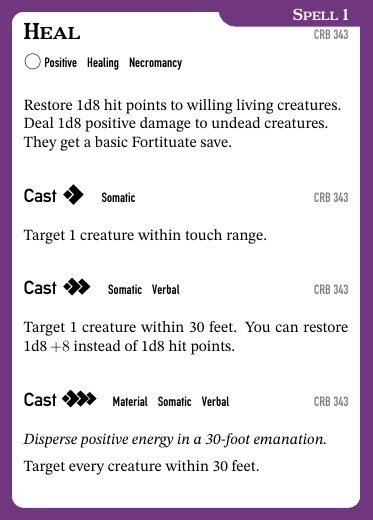 SPELL 1
HEAL
CRB 343
Positive Healing Necromancy
Restore 1d8 hit points to willing living creatures.
Deal 1d8 positive damage to undead creatures.
They get a basic Fortituate save.
Cast Somatic CRB 343
Target 1 creature within touch range.
Cast Somatic Verbal CRB 343
Target 1 creature within 30 feet. You can restore
1d8 +8 instead of 1d8 hit points.
Cast Material Somatic Verbal CRB 343
Disperse positive energy in a 30-foot emanation.
Target every creature within 30 feet.